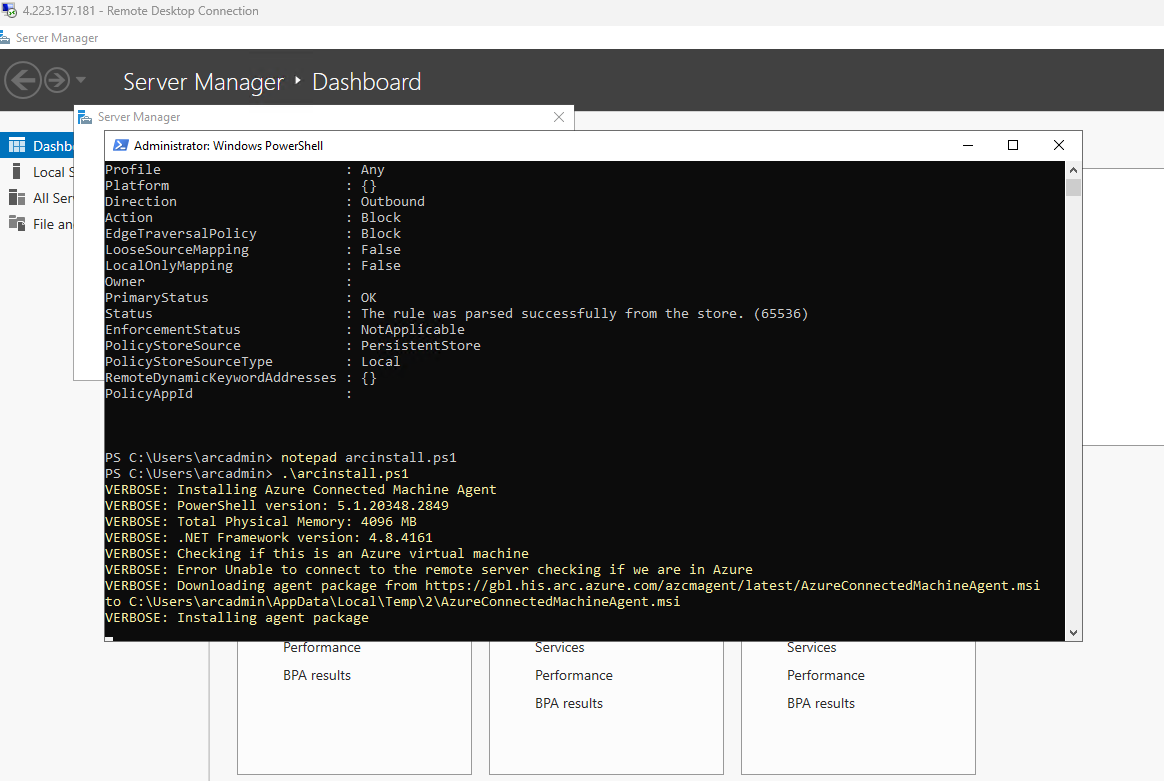 4.223.157.181 - Remote Desktop Connection
Server Manager
Server Manager ‣ Dashboard
Server Manager
Administrator: Windows PowerShell
Dashb
Local S
All Ser
File an
Profile : Any
Platform : {}
Direction : Outbound
Action : Block
EdgeTraversalPolicy : Block
LooseSourceMapping : False
LocalOnlyMapping : False
Owner :
PrimaryStatus : OK
Status : The rule was parsed successfully from the store. (65536)
EnforcementStatus : NotApplicable
PolicyStoreSource : PersistentStore
PolicyStoreSourceType : Local
RemoteDynamicKeywordAddresses : {}
PolicyAppId :
PS C:\Users\arcadmin> notepad arcinstall.ps1
PS C:\Users\arcadmin> .\arcinstall.ps1
VERBOSE: Installing Azure Connected Machine Agent
VERBOSE: PowerShell version: 5.1.20348.2849
VERBOSE: Total Physical Memory: 4096 MB
VERBOSE: .NET Framework version: 4.8.4161
VERBOSE: Checking if this is an Azure virtual machine
VERBOSE: Error Unable to connect to the remote server checking if we are in Azure
VERBOSE: Downloading agent package from https://gbl.his.arc.azure.com/azcmagent/latest/AzureConnectedMachineAgent.msi
to C:\Users\arcadmin\AppData\Local\Temp\2\AzureConnectedMachineAgent.msi
VERBOSE: Installing agent package
Performance
BPA results
Services
Performance
BPA results
Services
Performance
BPA results